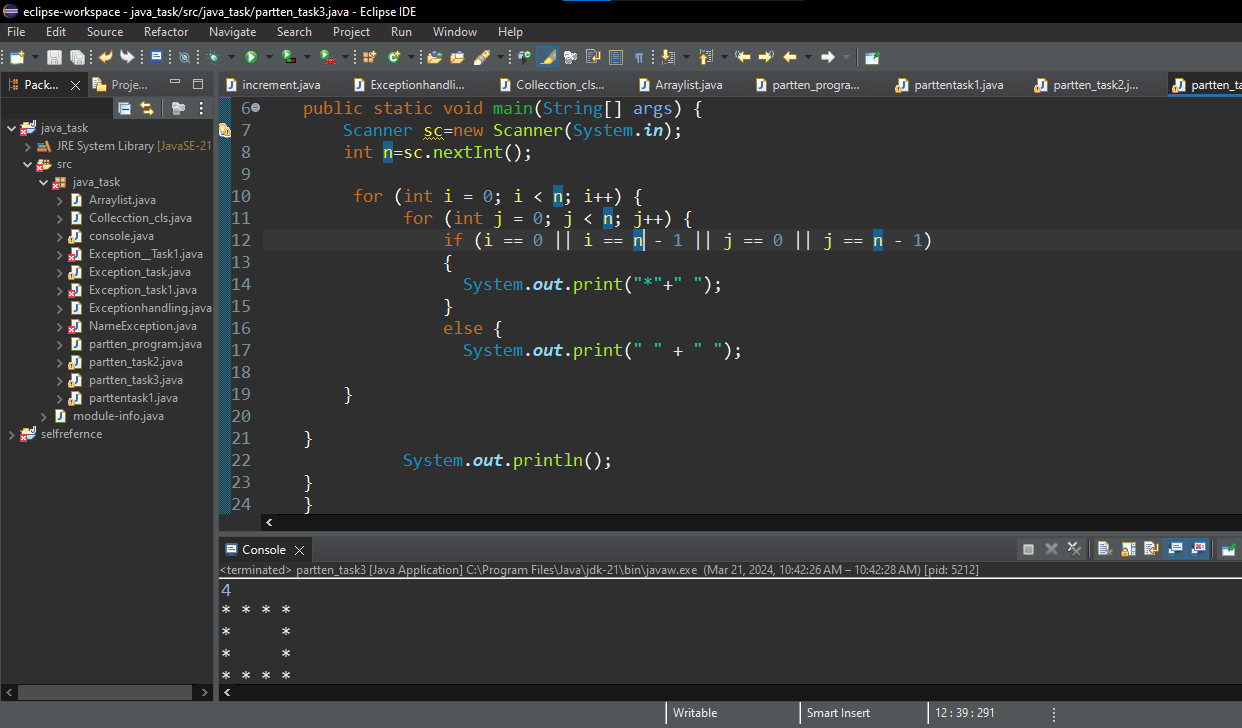 eclipse-workspace - java_task/src/java_task/partten_task3.java - Eclipse IDE
File Edit Source Refactor Navigate Search Project Run Window Help
Pack... Proje...
increment.java Exceptionhandli... Collecction_cls... Arraylist.java partten_progra... parttentask1.java partten_task2.j... partten_ta
java_task
JRE System Library [JavaSE-21
src
java_task
Arraylist.java
Collecction_cls.java
console.java
Exception__Task1.java
Exception_task.java
Exception_task1.java
Exceptionhandling.java
NameException.java
partten_program.java
partten_task2.java
partten_task3.java
parttentask1.java
module-info.java
selfrefernce
6 public static void main(String[] args) {
7 Scanner sc=new Scanner(System.in);
8 int n=sc.nextInt();
9
10 for (int i = 0; i < n; i++) {
11 for (int j = 0; j < n; j++) {
12 if (i == 0 || i == n - 1 || j == 0 || j == n - 1)
13 {
14 System.out.print("*"+" ");
15 }
16 else {
17 System.out.print(" " + " ");
18
19 }
20
21 }
22 System.out.println();
23 }
24 }
Console
<terminated> partten_task3 [Java Application] C:\Program Files\Java\jdk-21\bin\javaw.exe (Mar 21, 2024, 10:42:26 AM – 10:42:28 AM) [pid: 5212]
4
* * * *
*     *
*     *
* * * *
Writable Smart Insert 12 : 39 : 291